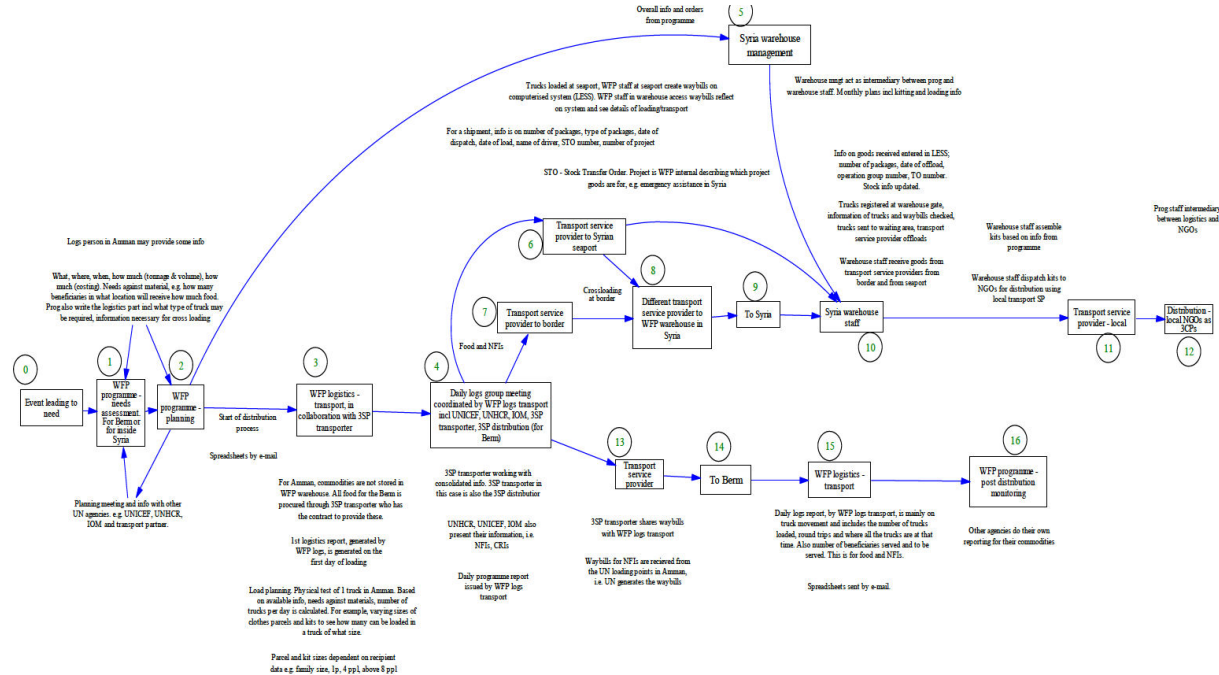 Overall info and orders
from programme
5
Syria warehouse
management
Trucks loaded at seaport, WFP staff at seaport create waybills on
computerised system (LESS). WFP staff in warehouse access waybills reflect
on system and see details of loading/transport
Warehouse mngt act as intermediary between prog and
warehouse staff. Monthly plans incl kitting and loading info
For a shipment, info is on number of packages, type of packages, date of
dispatch, date of load, name of driver, STO number, number of project
STO - Stock Transfer Order. Project is WFP internal describing which project
goods are for, e.g. emergency assistance in Syria
Info on goods received entered in LESS;
number of packages, date of offload,
operation group number, TO number.
Stock info updated.
Trucks registered at warehouse gate,
information of trucks and waybills checked,
trucks sent to waiting area, transport
service provider offloads
Warehouse staff receive goods from
transport service providers from
border and from seaport
Warehouse staff assemble
kits based on info from
programme
Warehouse staff dispatch kits to
NGOs for distribution using
local transport SP
Prog staff intermediary
between logistics and
NGOs
Logs person in Amman may provide some info
What, where, when, how much (tonnage & volume), how
much (costing). Needs against material, e.g. how many
beneficiaries in what location will receive how much food.
Prog also write the logistics part incl what type of truck may
be required, information necessary for cross loading
6
Transport service
provider to Syrian
seaport
7
Transport service
provider to border
Crossloading
at border
8
Different transport
service provider to
WFP warehouse in
Syria
9
To Syria
Syria warehouse
staff
10
Transport service
provider - local
11
Distribution -
local NGOs as
3CPs
12
Food and NFIs
0
Event leading to
need
1
WFP
programme -
needs
assessment.
For Berm or
for inside
Syria
2
WFP
programme -
planning
Start of distribution
process
Spreadsheets by e-mail
3
WFP logistics -
transport, in
collaboration with 3SP
transporter
4
Daily logs group meeting
coordinated by WFP logs transport
incl UNICEF, UNHCR, IOM, 3SP
transporter, 3SP distribution (for
Berm)
13
Transport
service
provider
14
To Berm
15
WFP logistics -
transport
16
WFP programme -
post distribution
monitoring
Planning meeting and info with other
UN agencies. e.g. UNICEF, UNHCR,
IOM and transport partner.
For Amman, commodities are not stored in
WFP warehouse. All food for the Berm is
procured through 3SP transporter who has
the contract to provide these.
1st logistics report, generated by
WFP logs, is generated on the
first day of loading
Load planning. Physical test of 1 truck in Amman. Based
on available info, needs against materials, number of
trucks per day is calculated. For example, varying sizes of
clothes parcels and kits to see how many can be loaded in
a truck of what size.
Parcel and kit sizes dependent on recipient
data e.g. family size, 1p, 4 ppl, above 8 ppl
3SP transporter working with
consolidated info. 3SP transporter in
this case is also the 3SP distributior
UNHCR, UNICEF, IOM also
present their information, i.e.
NFIs, CRIs
Daily programme report
issued by WFP logs
transport
3SP transporter shares waybills
with WFP logs transport
Waybills for NFIs are recieved from
the UN loading points in Amman,
i.e. UN generates the waybills
Daily logs report, by WFP logs transport, is mainly on
truck movement and includes the number of trucks
loaded, round trips and where all the trucks are at that
time. Also number of beneficiaries served and to be
served. This is for food and NFIs.
Spreadsheets sent by e-mail.
Other agencies do their own
reporting for their commodities